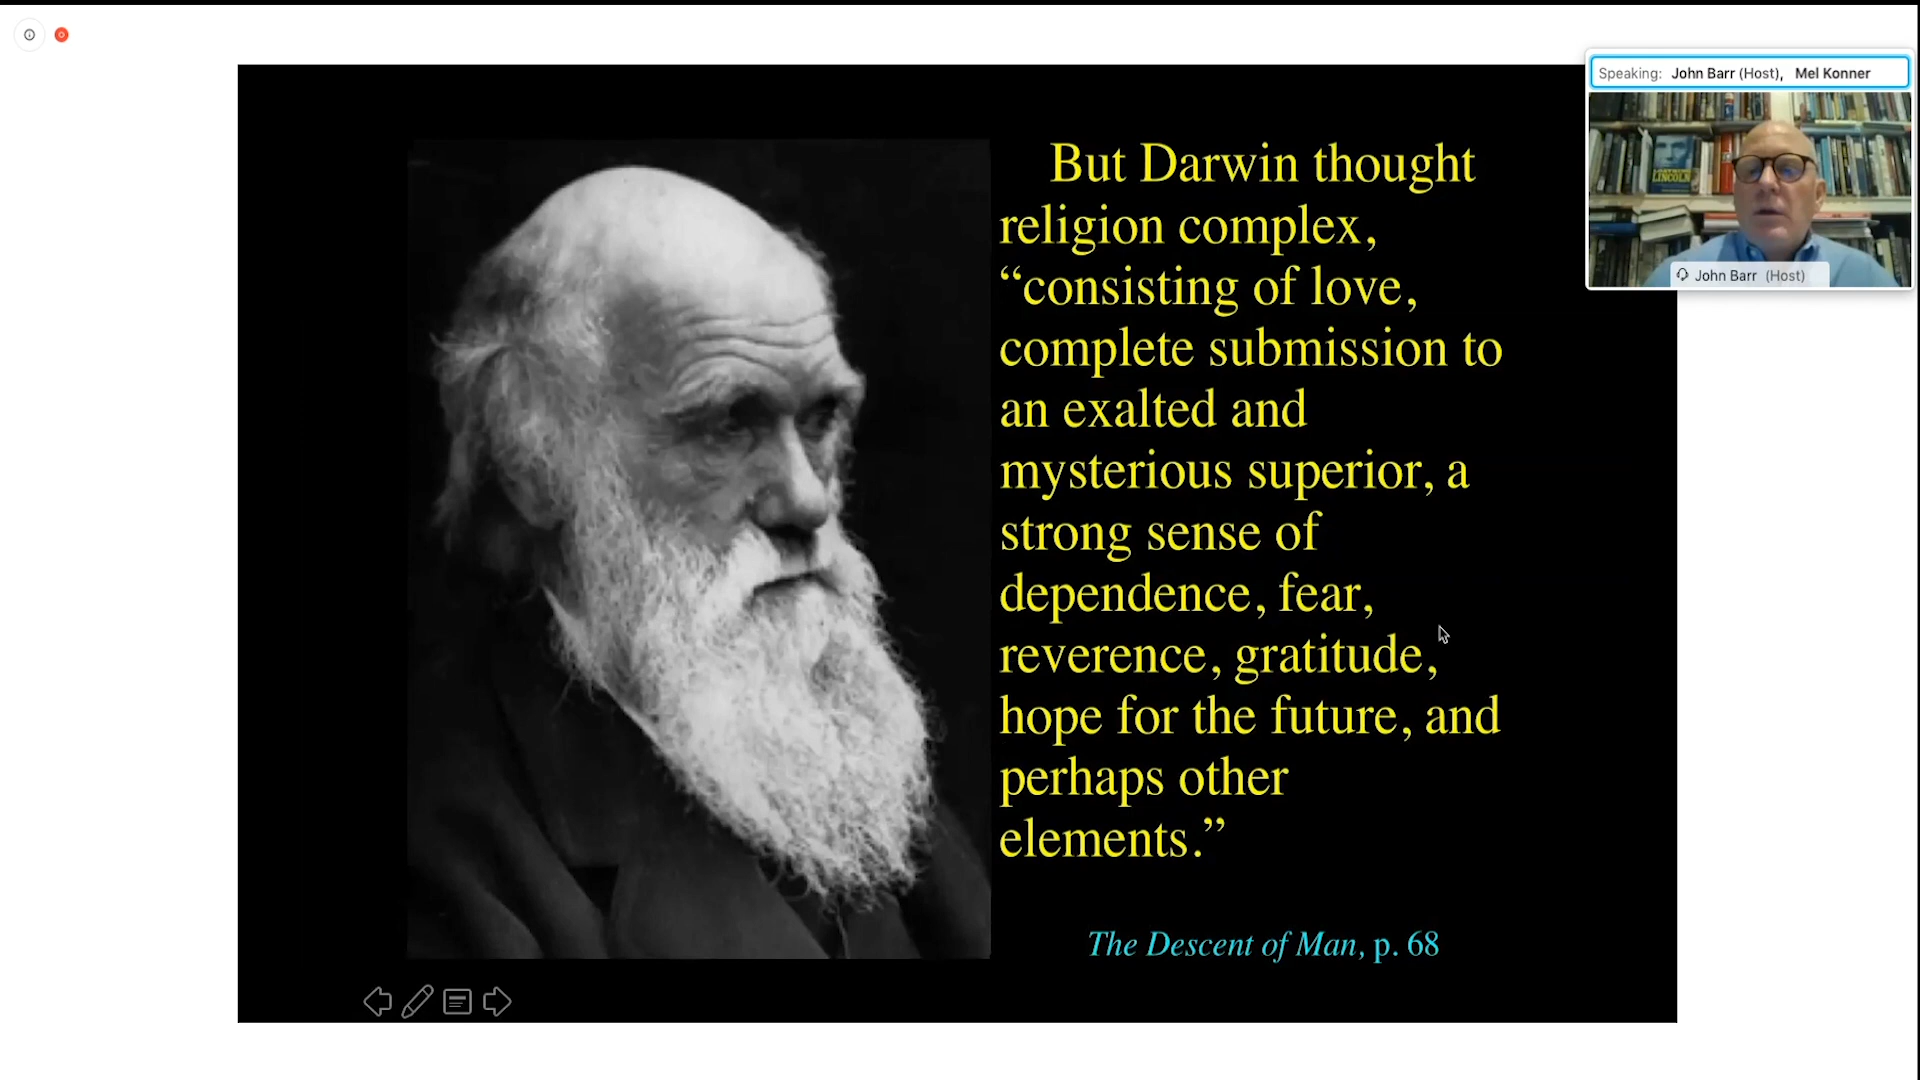 Speaking: John Barr (Host), Mel Konner
LINCOLN
John Barr (Host)
But Darwin thought
religion complex,
“consisting of love,
complete submission to
an exalted and
mysterious superior, a
strong sense of
dependence, fear,
reverence, gratitude,
hope for the future, and
perhaps other
elements.”
The Descent of Man, p. 68